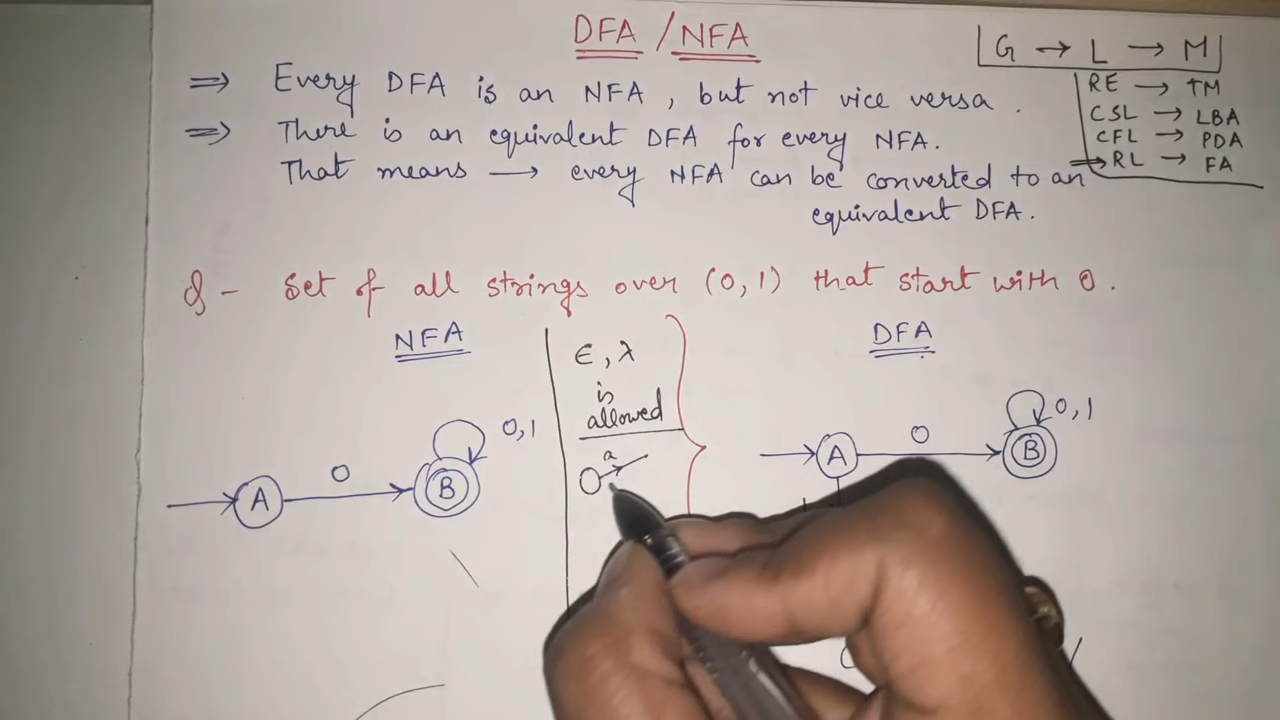 DFA / NFA
G → L → M
RE → TM
CSL → LBA
CFL → PDA
⇒ RL → FA
⇒ Every DFA is an NFA, but not vice versa.
⇒ There is an equivalent DFA for every NFA.
That means → every NFA can be converted to an
equivalent DFA.
Q - Set of all strings over (0,1) that start with 0.
NFA
A 0 B 0,1
ϵ, λ
is
allowed
a
DFA
A 0 B 0,1